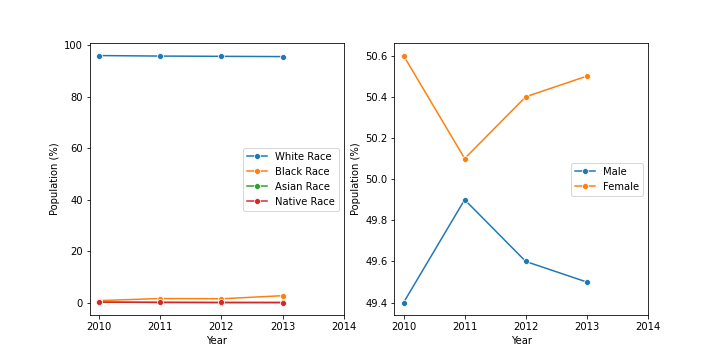 100
80
60
40
20
0
Population (%)
2010 2011 2012 2013 2014
Year
White Race
Black Race
Asian Race
Native Race
50.6
50.4
50.2
50.0
49.8
49.6
49.4
Population (%)
2010 2011 2012 2013 2014
Year
Male
Female